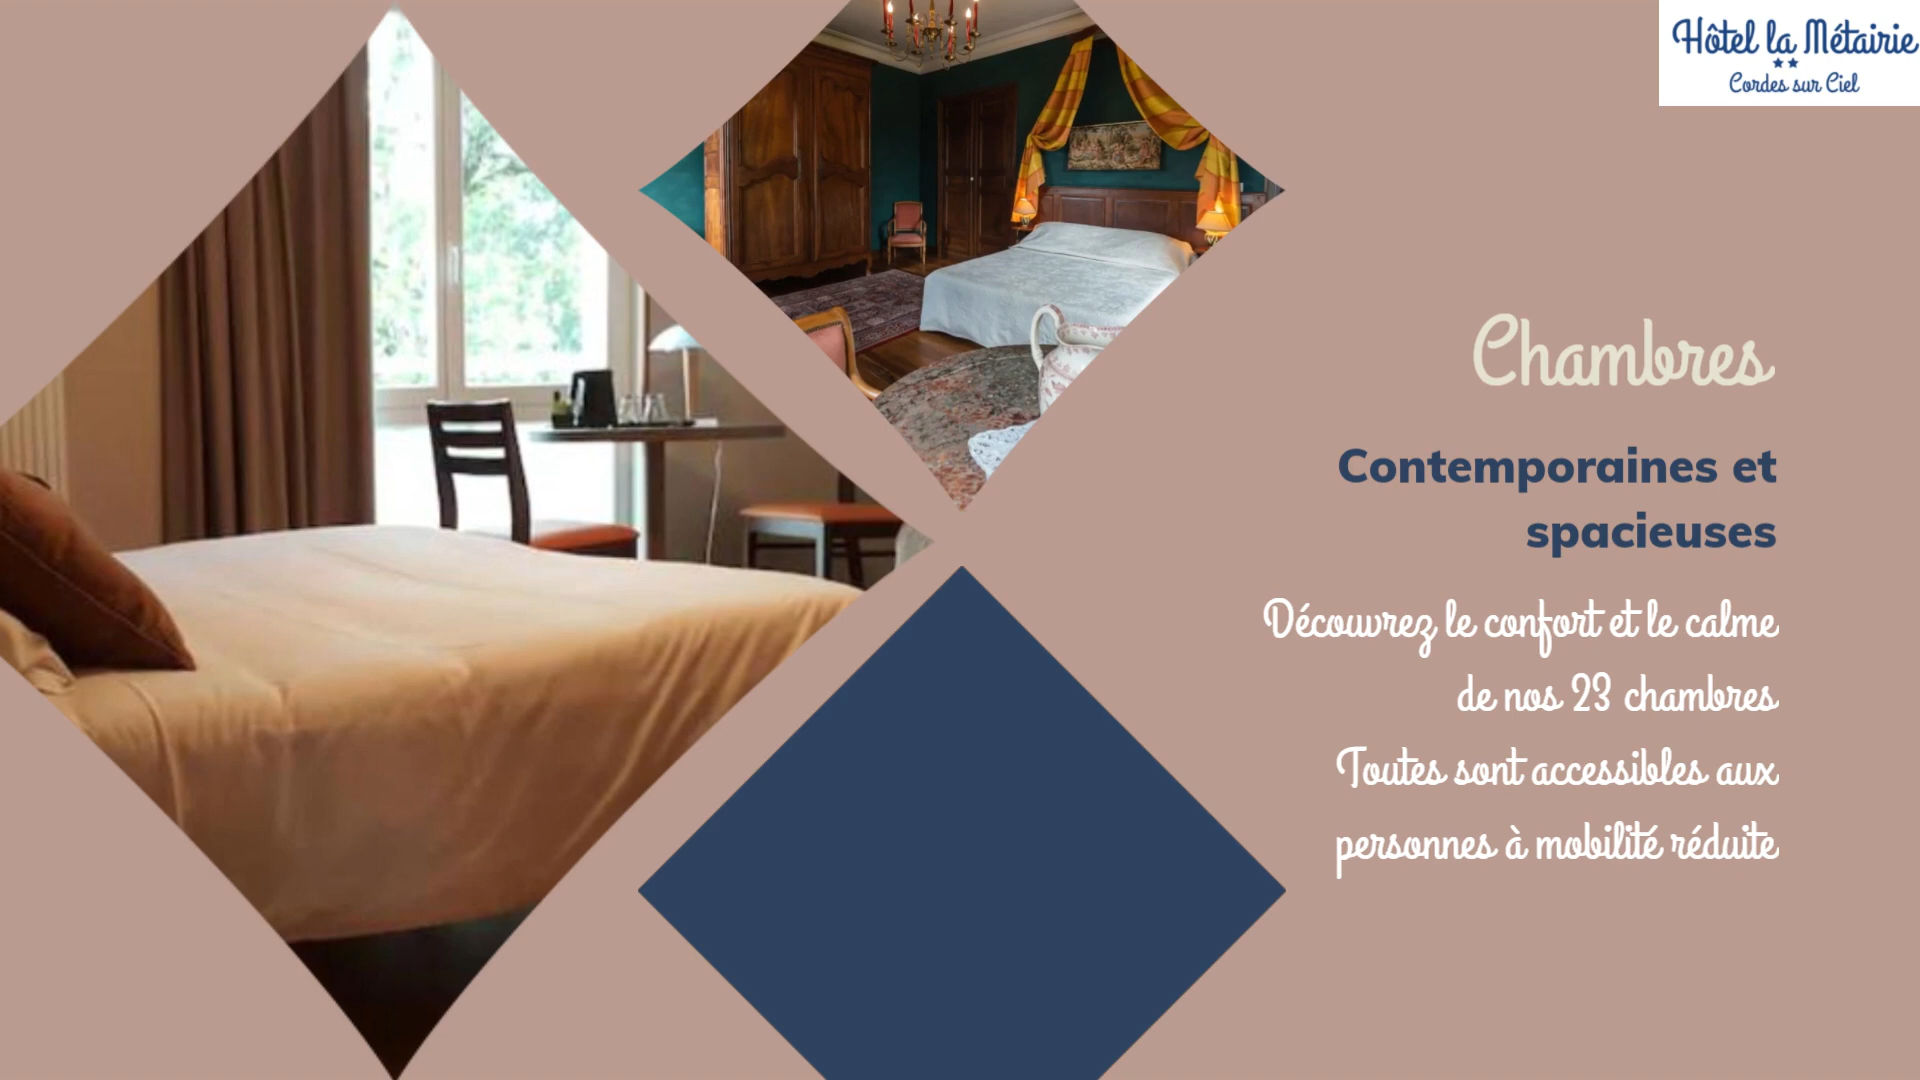 Hôtel la Métairie
Cordes sur Ciel
Chambres
Contemporaines et
spacieuses
Découvrez le confort et le calme
de nos 23 chambres
Toutes sont accessibles aux
personnes à mobilité réduite